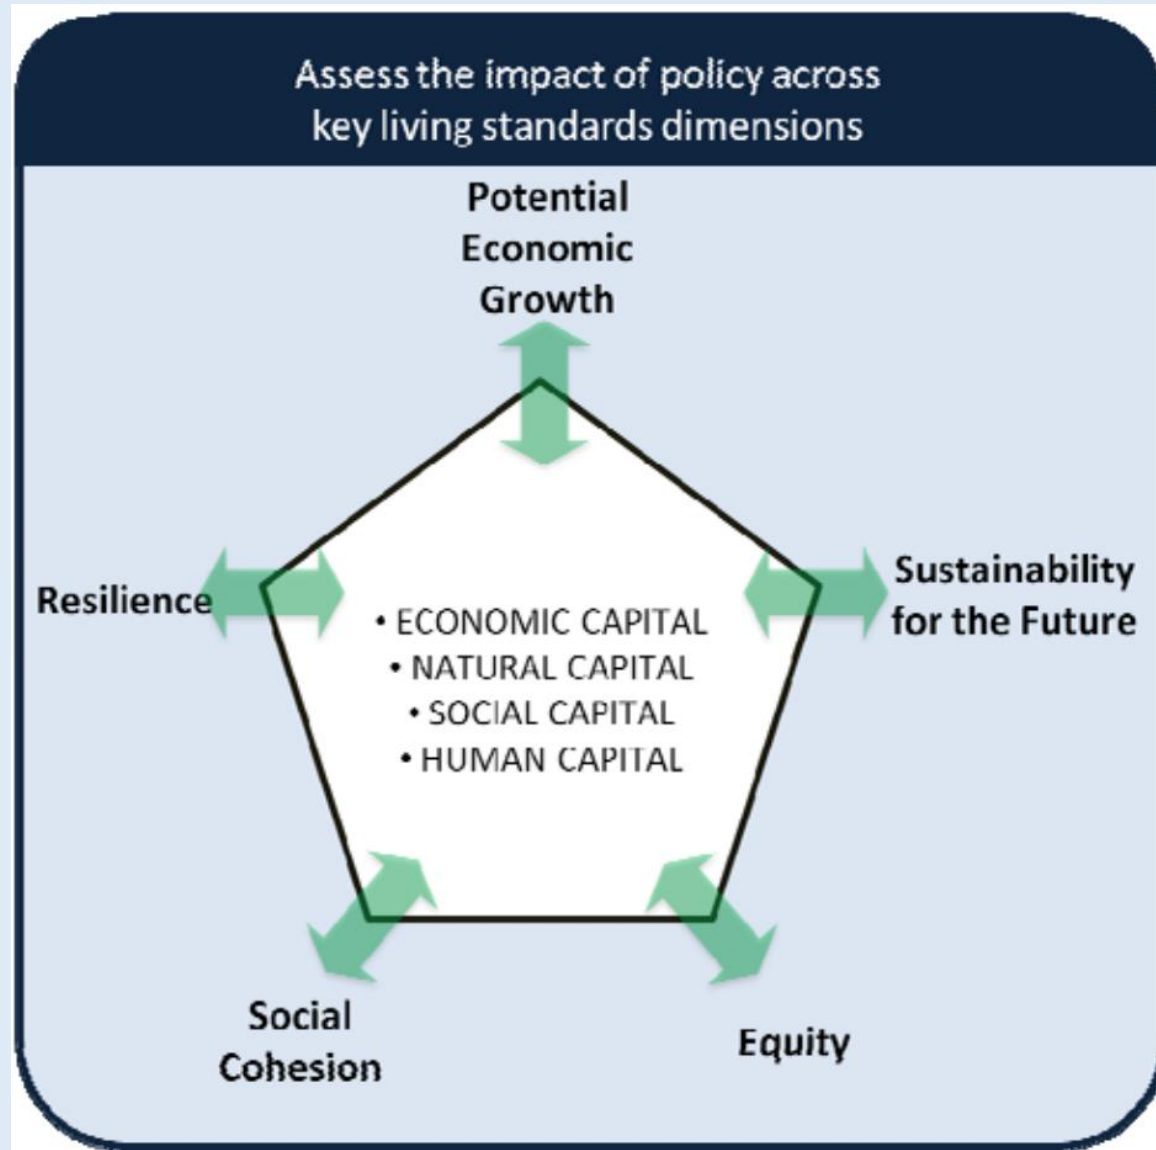 Assess the impact of policy across
key living standards dimensions
Potential
Economic
Growth
Resilience
Sustainability
for the Future
• ECONOMIC CAPITAL
• NATURAL CAPITAL
• SOCIAL CAPITAL
• HUMAN CAPITAL
Social
Cohesion
Equity